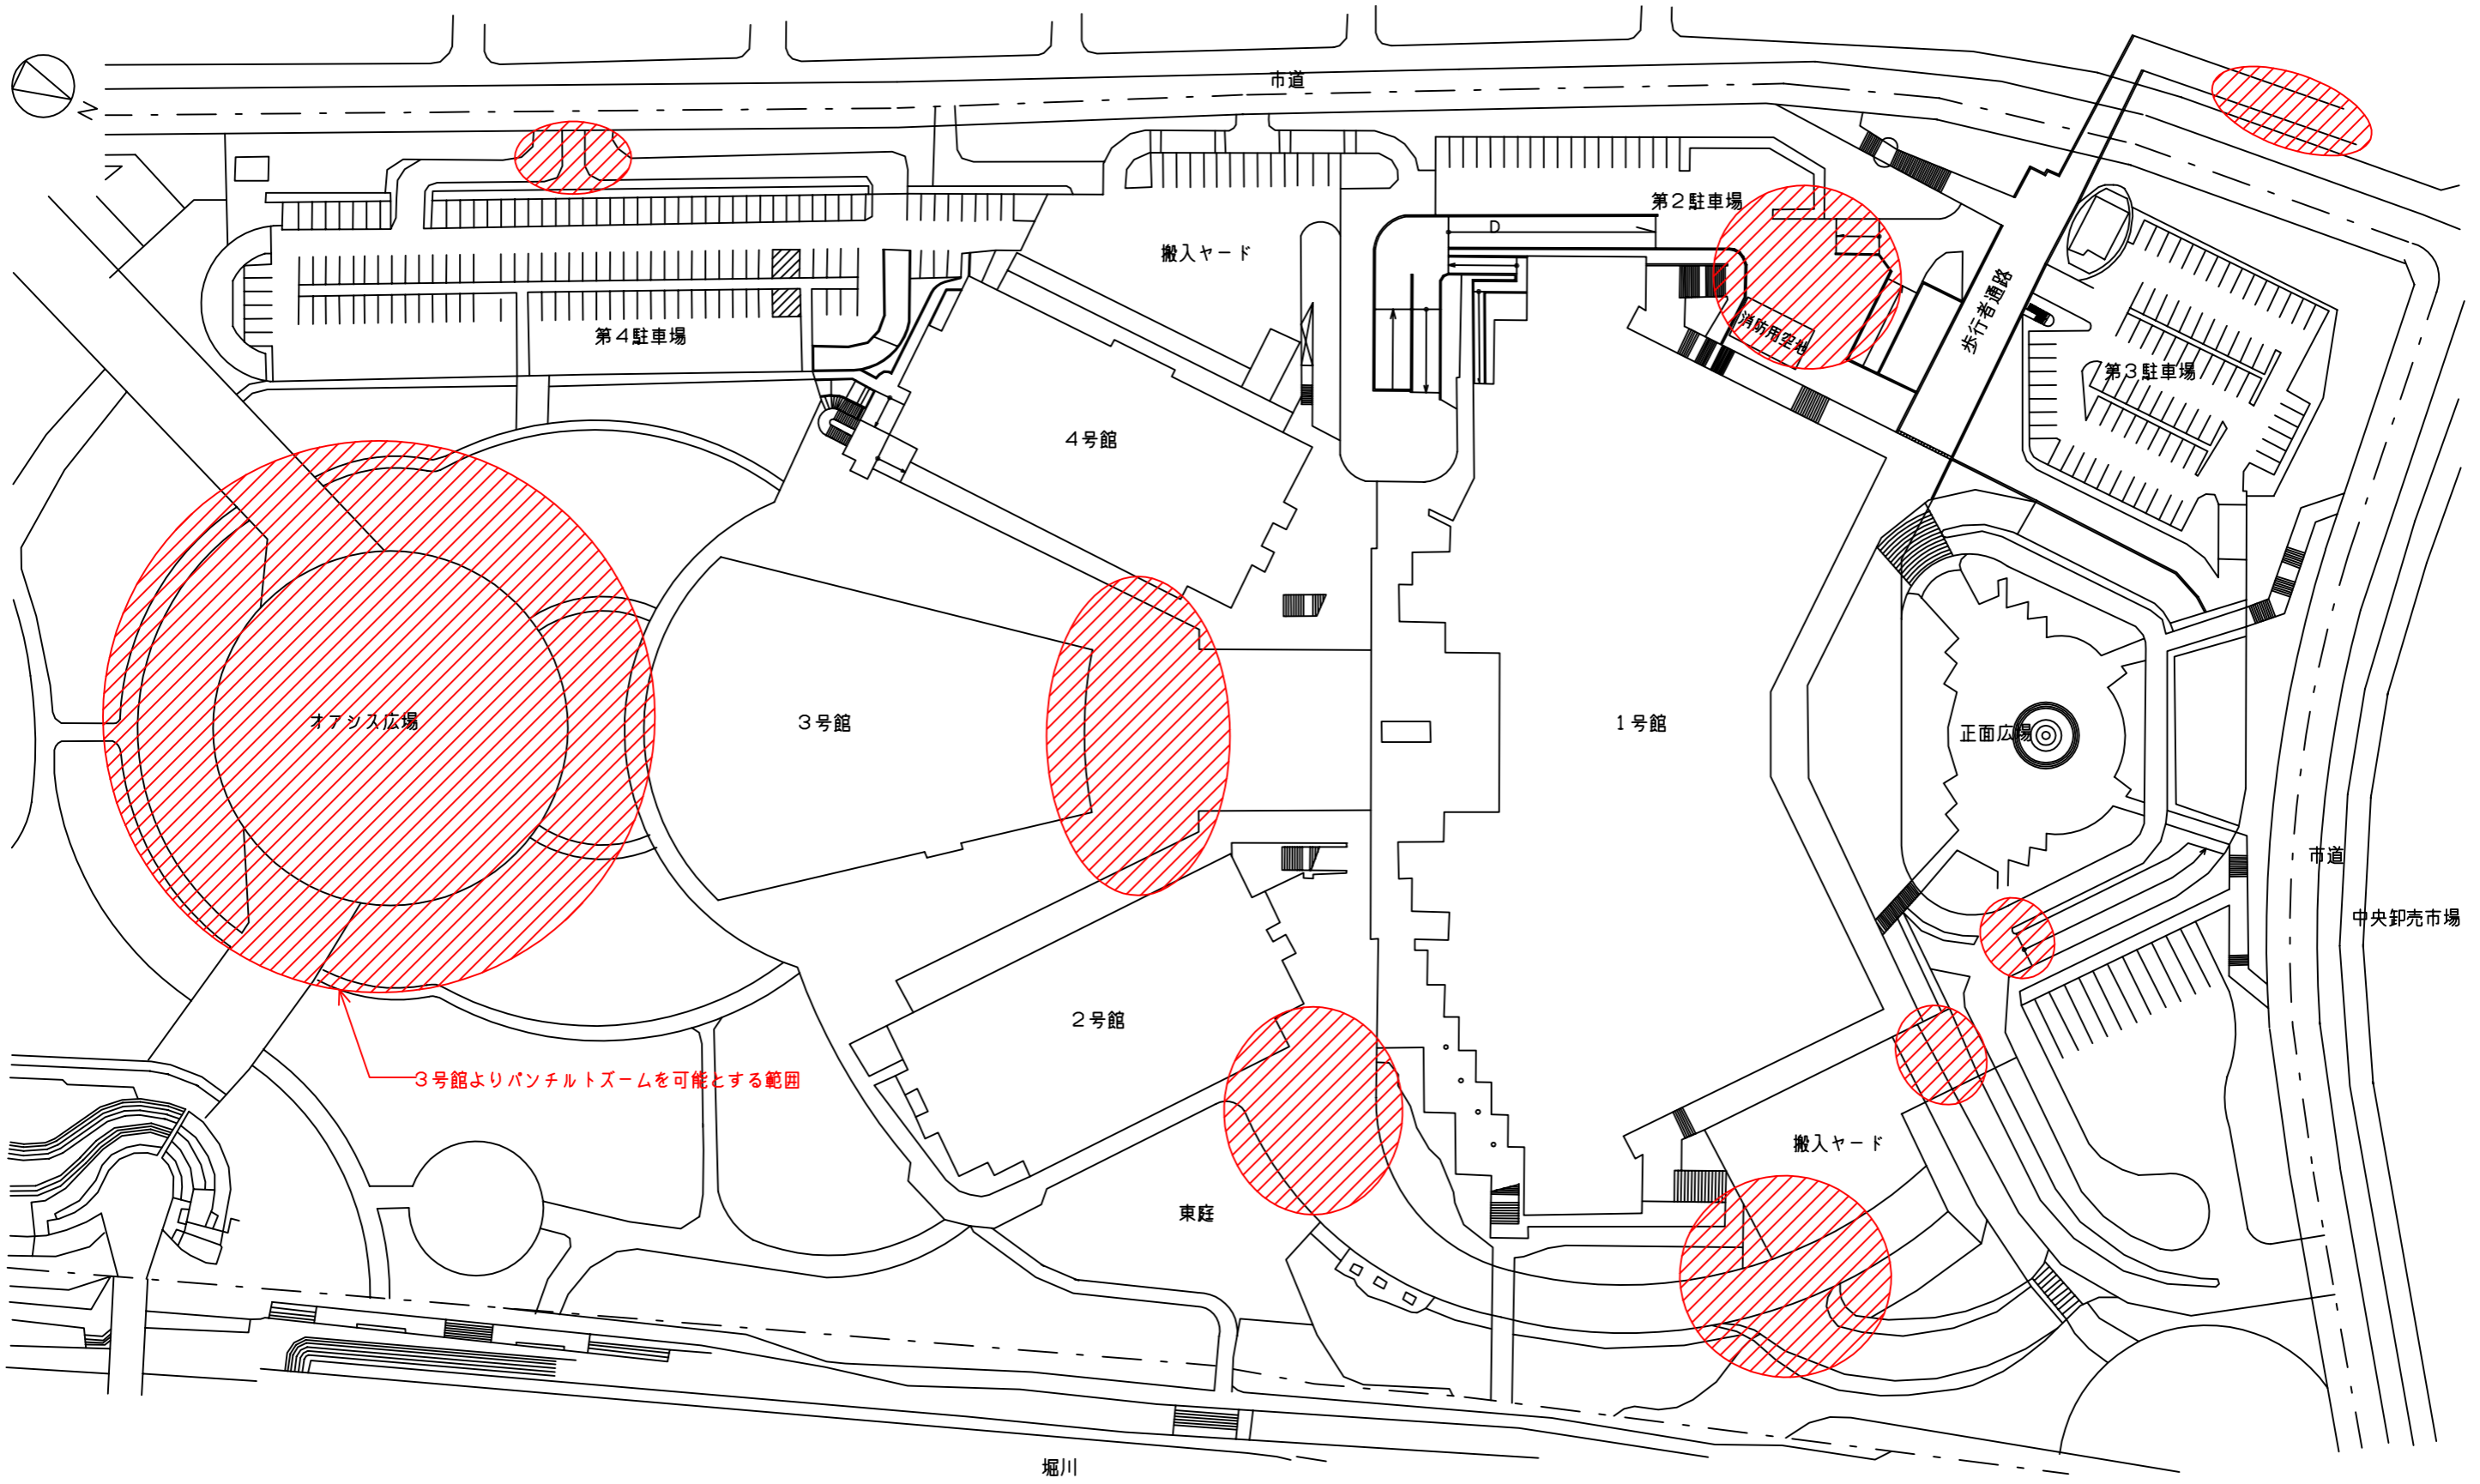 市道
第2駐車場
搬入ヤード
D
歩行者通路
消防用空地
第4駐車場
第3駐車場
4号館
オアシス広場
3号館
1号館
正面広場
市道
中央卸売市場
2号館
3号館よりパンチルトズームを可能とする範囲
搬入ヤード
東庭
堀川
N